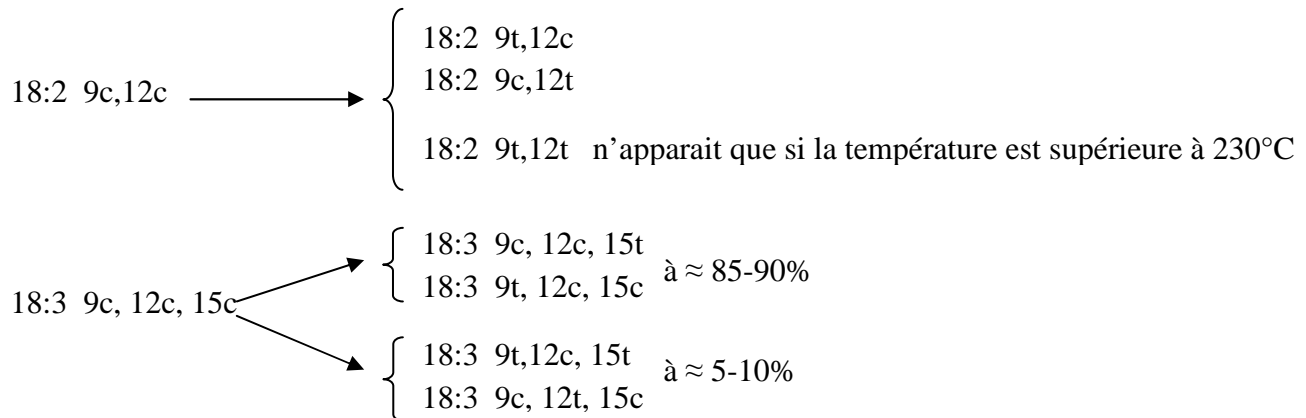 18:2 9t,12c
18:2 9c,12t
18:2 9c,12c
18:2 9t,12t n'apparait que si la température est supérieure à 230°C
18:3 9c, 12c, 15t
18:3 9t, 12c, 15c
à ≈ 85-90%
18:3 9c, 12c, 15c
18:3 9t,12c, 15t
18:3 9c, 12t, 15c
à ≈ 5-10%